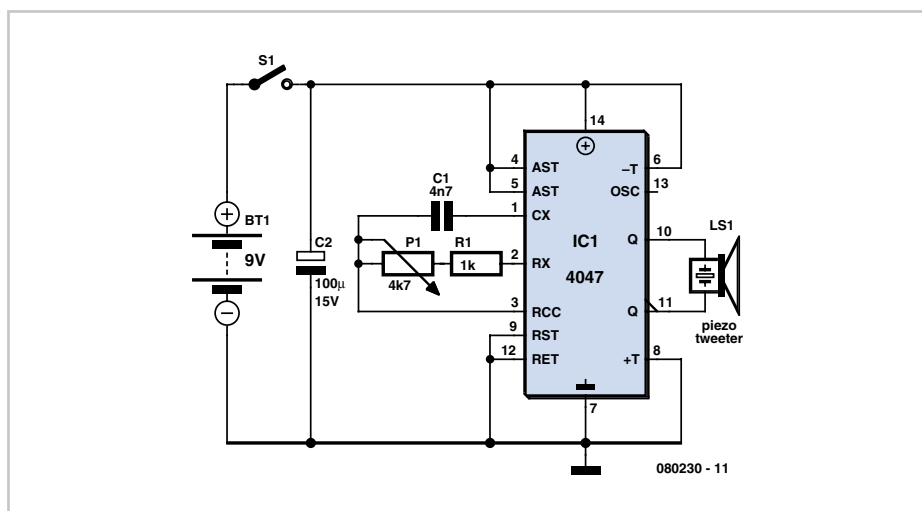 S1
14
4
AST
–T
6
5
AST
OSC
13
C1
4n7
1
CX
LS1
BT1
9V
C2
100µ
15V
P1
4k7
R1
1k
2
RX
IC1
4047
Q
10
3
RCC
Q
11
piezo
tweeter
9
RST
12
RET
+T
8
7
080230 - 11